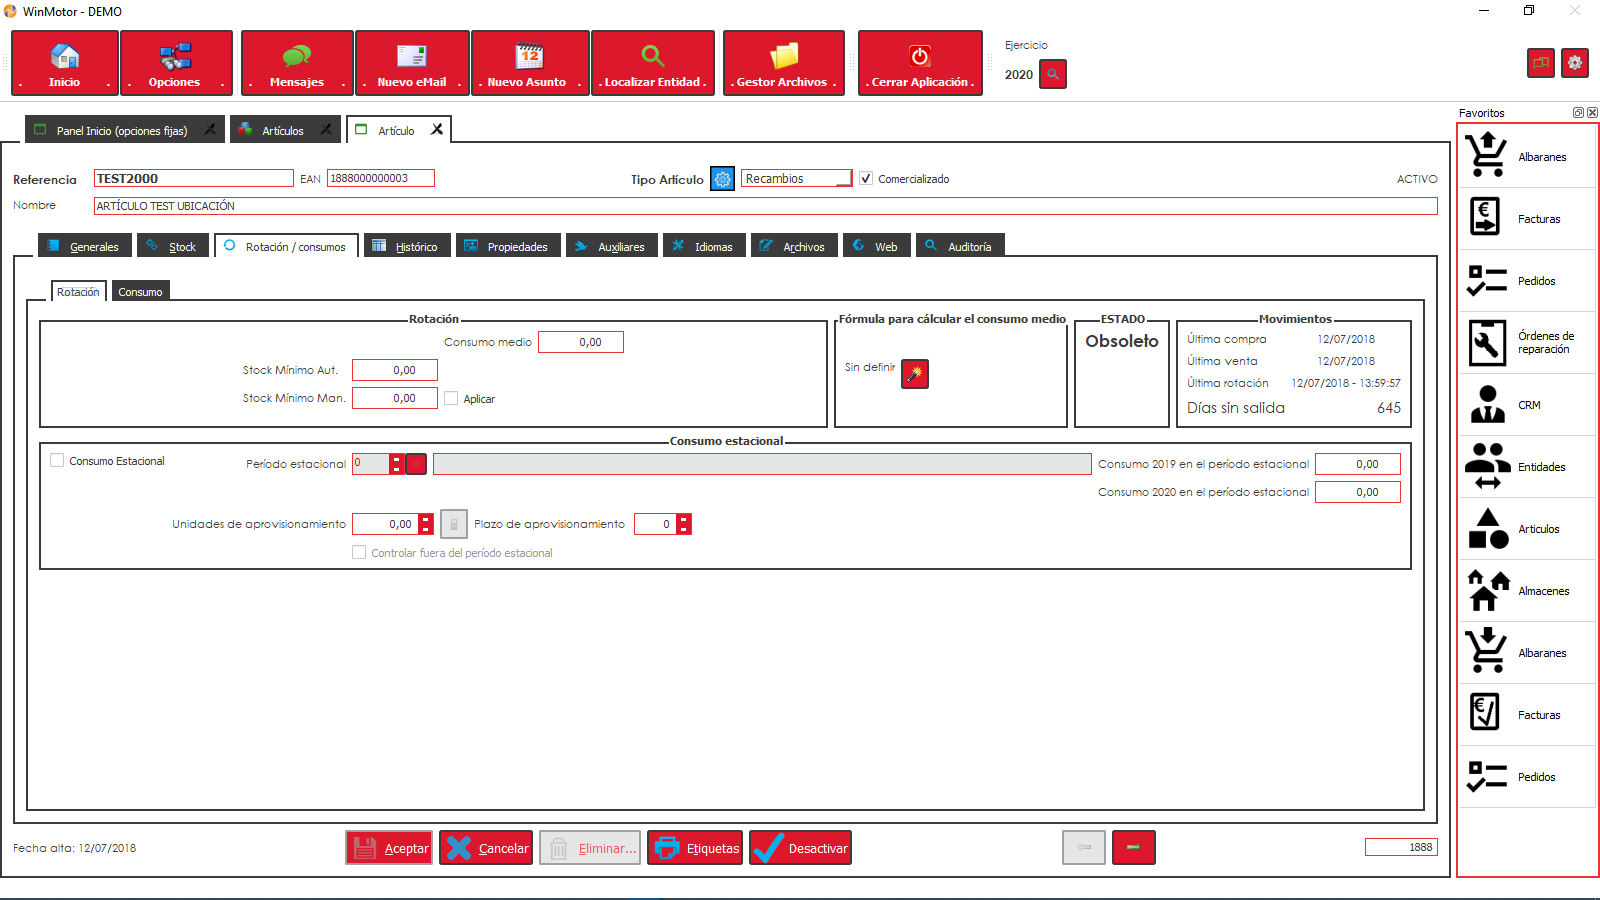 WinMotor - DEMO
. Inicio .
. Opciones .
. Mensajes .
. Nuevo eMail .
. Nuevo Asunto .
. Localizar Entidad .
. Gestor Archivos .
. Cerrar Aplicación .
Ejercicio
2020
Panel Inicio (opciones fijas)
Artículos
Artículo
Favoritos
Referencia TEST2000 EAN 1888000000003 Tipo Artículo Recambios Comercializado ACTIVO
Nombre ARTÍCULO TEST UBICACIÓN
Generales Stock Rotación / consumos Histórico Propiedades Auxiliares Idiomas Archivos Web Auditoría
Rotación Consumo
Rotación
Consumo medio 0,00
Stock Mínimo Aut. 0,00
Stock Mínimo Man. 0,00 Aplicar
Fórmula para cálcular el consumo medio
Sin definir
ESTADO
Obsoleto
Movimientos
Última compra 12/07/2018
Última venta 12/07/2018
Última rotación 12/07/2018 - 13:59:57
Días sin salida 645
Consumo estacional
Consumo Estacional Período estacional 0 Consumo 2019 en el período estacional 0,00
Consumo 2020 en el período estacional 0,00
Unidades de aprovisionamiento 0,00 Plazo de aprovisionamiento 0
Controlar fuera del período estacional
Fecha alta: 12/07/2018 Aceptar Cancelar Eliminar... Etiquetas Desactivar 1888
Albaranes
Facturas
Pedidos
Órdenes de
reparación
CRM
Entidades
Articulos
Almacenes
Albaranes
Facturas
Pedidos